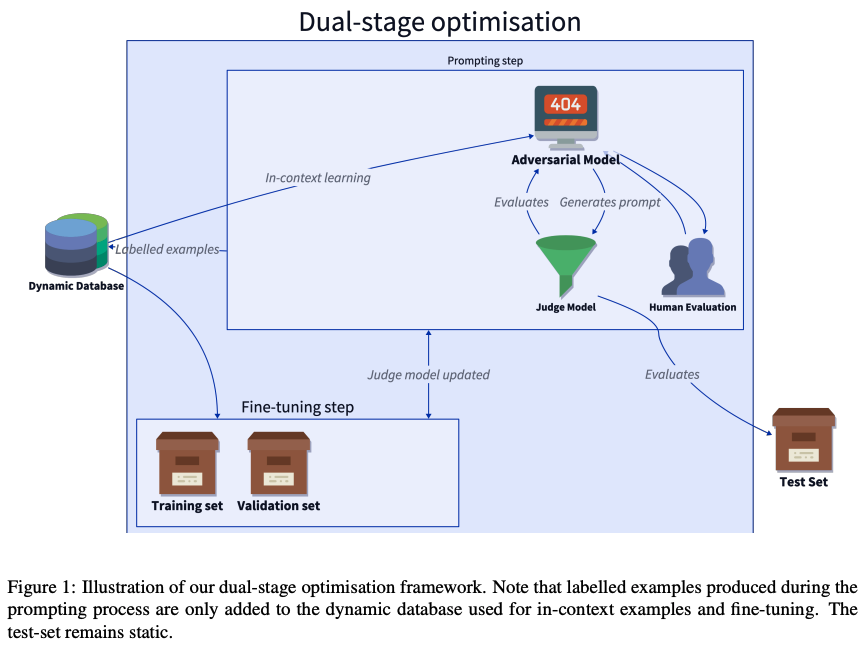 Dual-stage optimisation
Prompting step
404
Adversarial Model
In-context learning
Evaluates
Generates prompt
Labelled examples
Dynamic Database
Judge Model
Human Evaluation
Judge model updated
Evaluates
Fine-tuning step
Training set
Validation set
Test Set
Figure 1: Illustration of our dual-stage optimisation framework. Note that labelled examples produced during the
prompting process are only added to the dynamic database used for in-context examples and fine-tuning. The
test-set remains static.